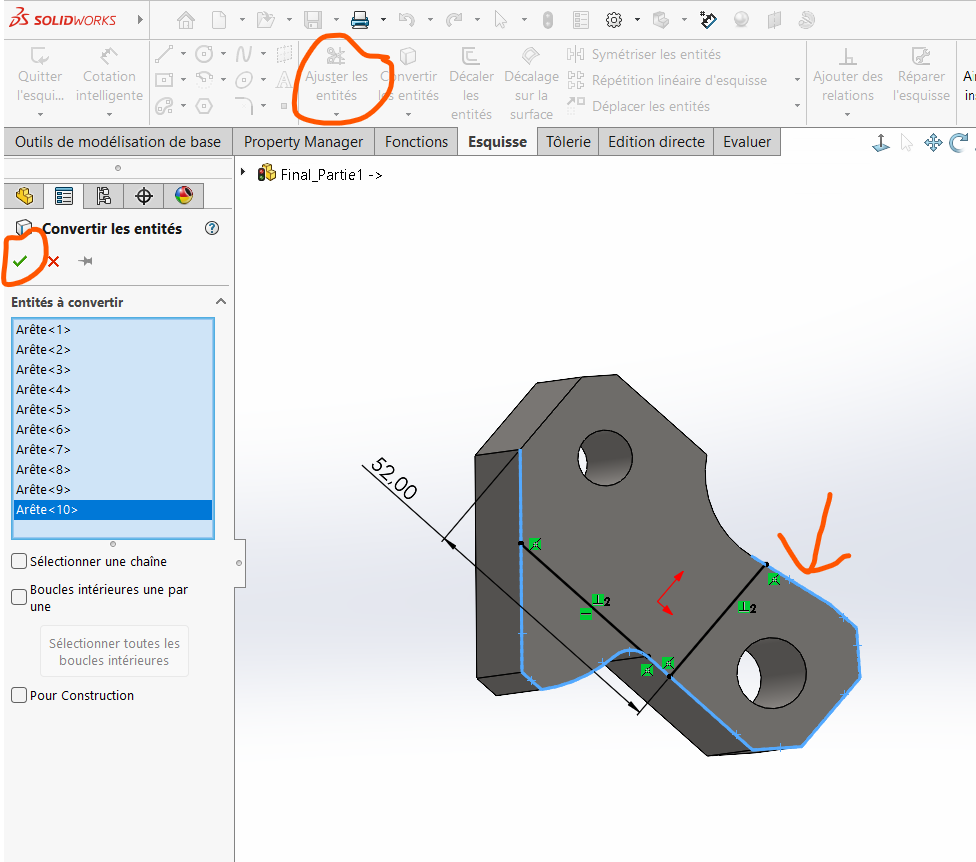 SOLIDWORKS
Quitter
l'esqui...
Cotation
intelligente
Ajuster les
entités
Convertir
les entités
Décaler
les
entités
Décalage
sur la
surface
Symétriser les entités
Répétition linéaire d'esquisse
Déplacer les entités
Ajouter des
relations
Réparer
l'esquisse
Outils de modélisation de base
Property Manager
Fonctions
Esquisse
Tôlerie
Edition directe
Evaluer
Final_Partie1 ->
Convertir les entités
Entités à convertir
Arête<1>
Arête<2>
Arête<3>
Arête<4>
Arête<5>
Arête<6>
Arête<7>
Arête<8>
Arête<9>
Arête<10>
Sélectionner une chaîne
Boucles intérieures une par
une
Sélectionner toutes les
boucles intérieures
Pour Construction
52,00
2
2